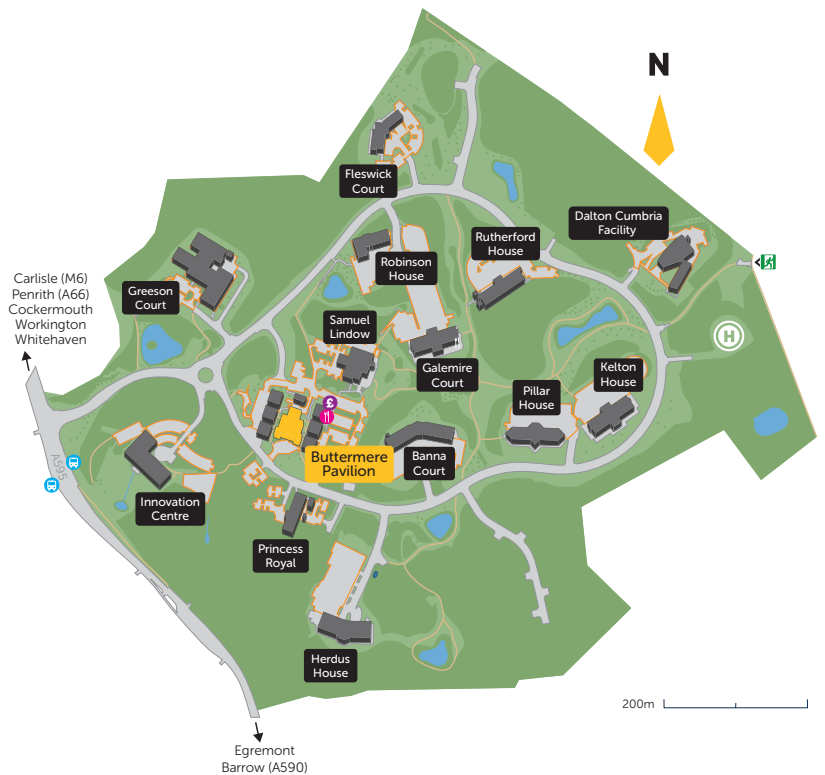 N
Fleswick
Court
Dalton Cumbria
Facility
Rutherford
House
Robinson
House
Carlisle (M6)
Penrith (A66)
Cockermouth
Workington
Whitehaven
Greeson
Court
Samuel
Lindow
H
Galemire
Court
Kelton
House
Pillar
House
£
Buttermere
Pavilion
Banna
Court
A595
Innovation
Centre
Princess
Royal
Herdus
House
200m
Egremont
Barrow (A590)